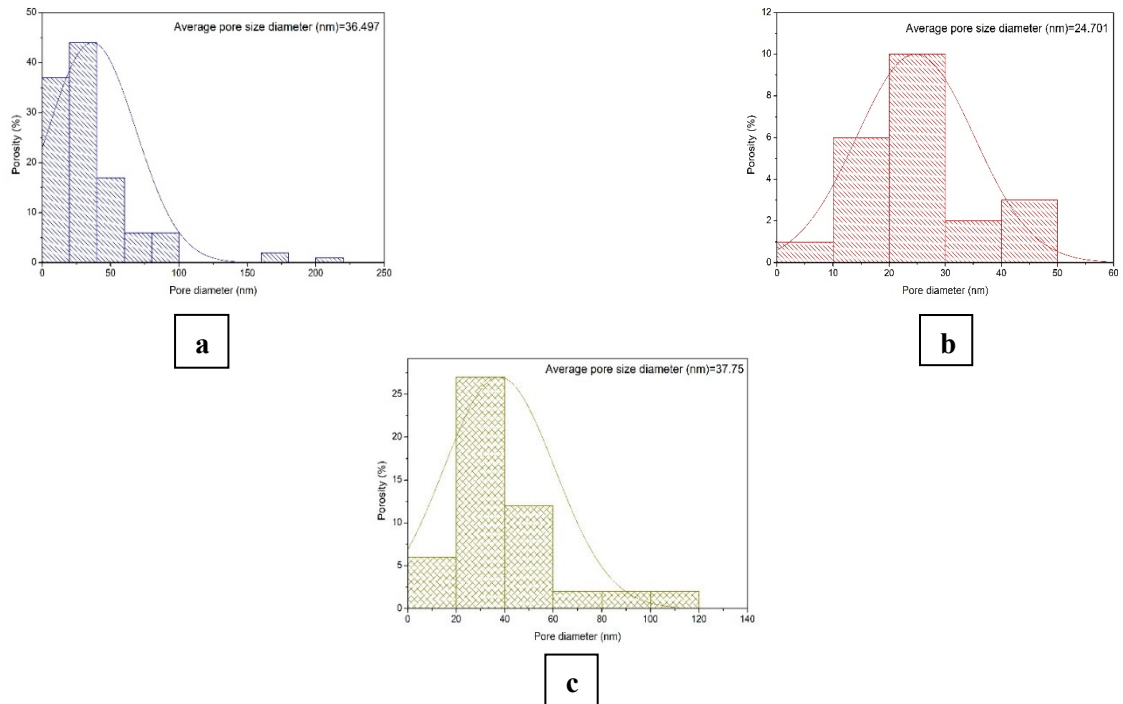 Average pore size diameter (nm)=36.497
50
40
30
20
10
0
Porosity (%)
0 50 100 150 200 250
Pore diameter (nm)
a
Average pore size diameter (nm)=24.701
12
10
8
6
4
2
0
Porosity (%)
0 10 20 30 40 50 60
Pore diameter (nm)
b
Average pore size diameter (nm)=37.75
25
20
15
10
5
0
Porosity (%)
0 20 40 60 80 100 120 140
Pore diameter (nm)
c